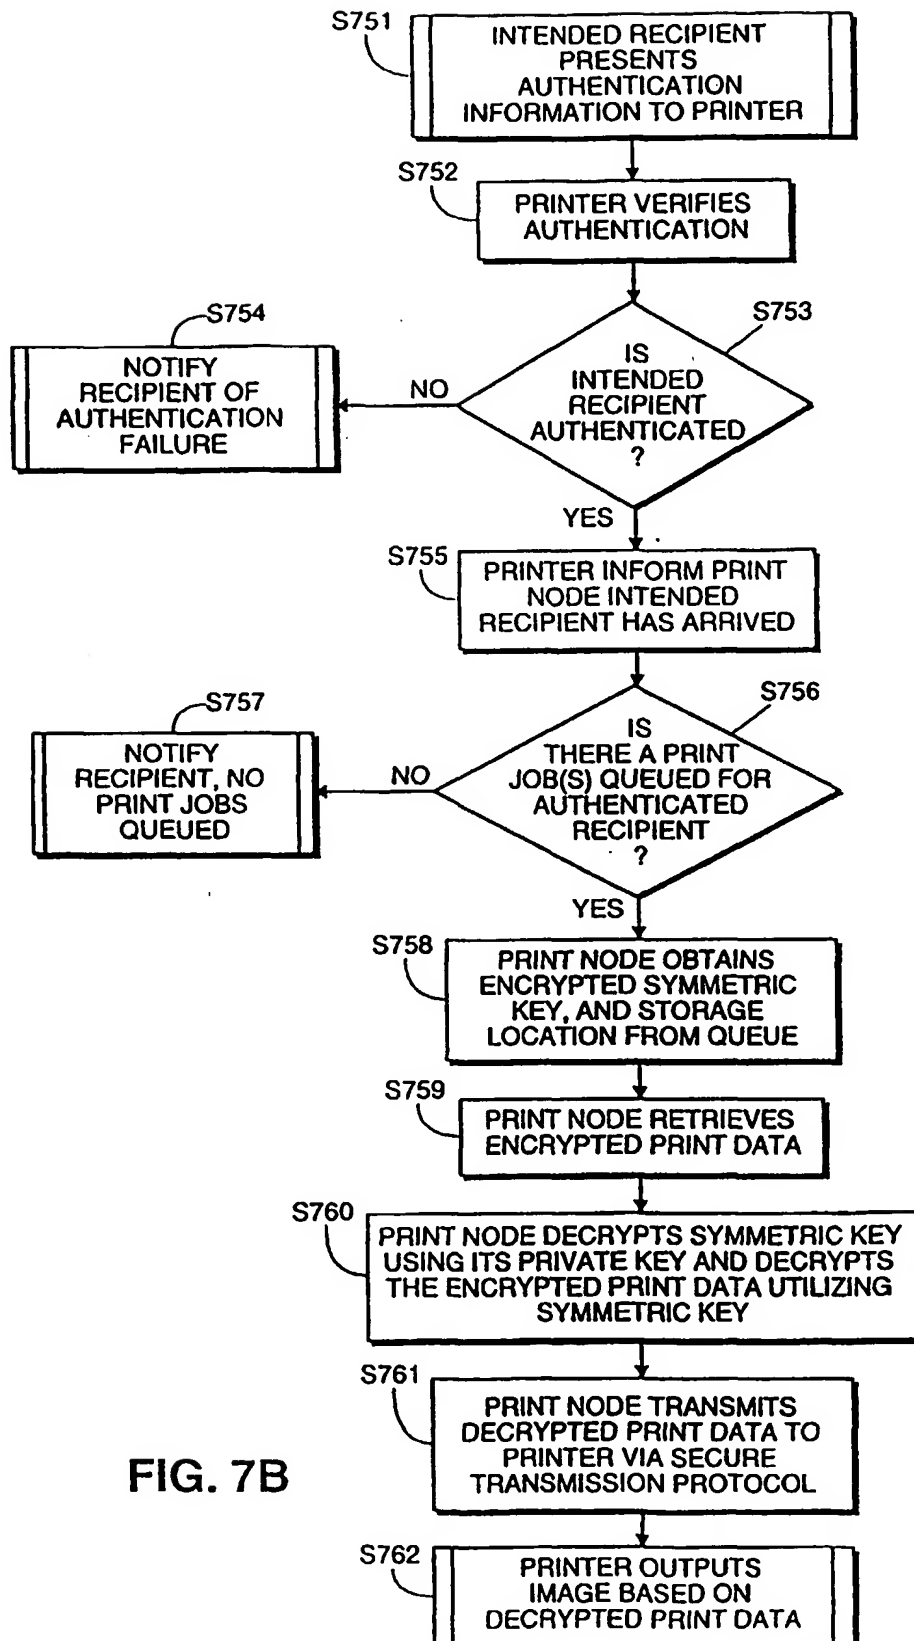 S751
INTENDED RECIPIENT
PRESENTS
AUTHENTICATION
INFORMATION TO PRINTER
S752
PRINTER VERIFIES
AUTHENTICATION
S753
IS
INTENDED
RECIPIENT
AUTHENTICATED
?
NO
S754
NOTIFY
RECIPIENT OF
AUTHENTICATION
FAILURE
YES
S755
PRINTER INFORM PRINT
NODE INTENDED
RECIPIENT HAS ARRIVED
S756
IS
THERE A PRINT
JOB(S) QUEUED FOR
AUTHENTICATED
RECIPIENT
?
NO
S757
NOTIFY
RECIPIENT, NO
PRINT JOBS
QUEUED
YES
S758
PRINT NODE OBTAINS
ENCRYPTED SYMMETRIC
KEY, AND STORAGE
LOCATION FROM QUEUE
S759
PRINT NODE RETRIEVES
ENCRYPTED PRINT DATA
S760
PRINT NODE DECRYPTS SYMMETRIC KEY
USING ITS PRIVATE KEY AND DECRYPTS
THE ENCRYPTED PRINT DATA UTILIZING
SYMMETRIC KEY
S761
PRINT NODE TRANSMITS
DECRYPTED PRINT DATA TO
PRINTER VIA SECURE
TRANSMISSION PROTOCOL
FIG. 7B
S762
PRINTER OUTPUTS
IMAGE BASED ON
DECRYPTED PRINT DATA